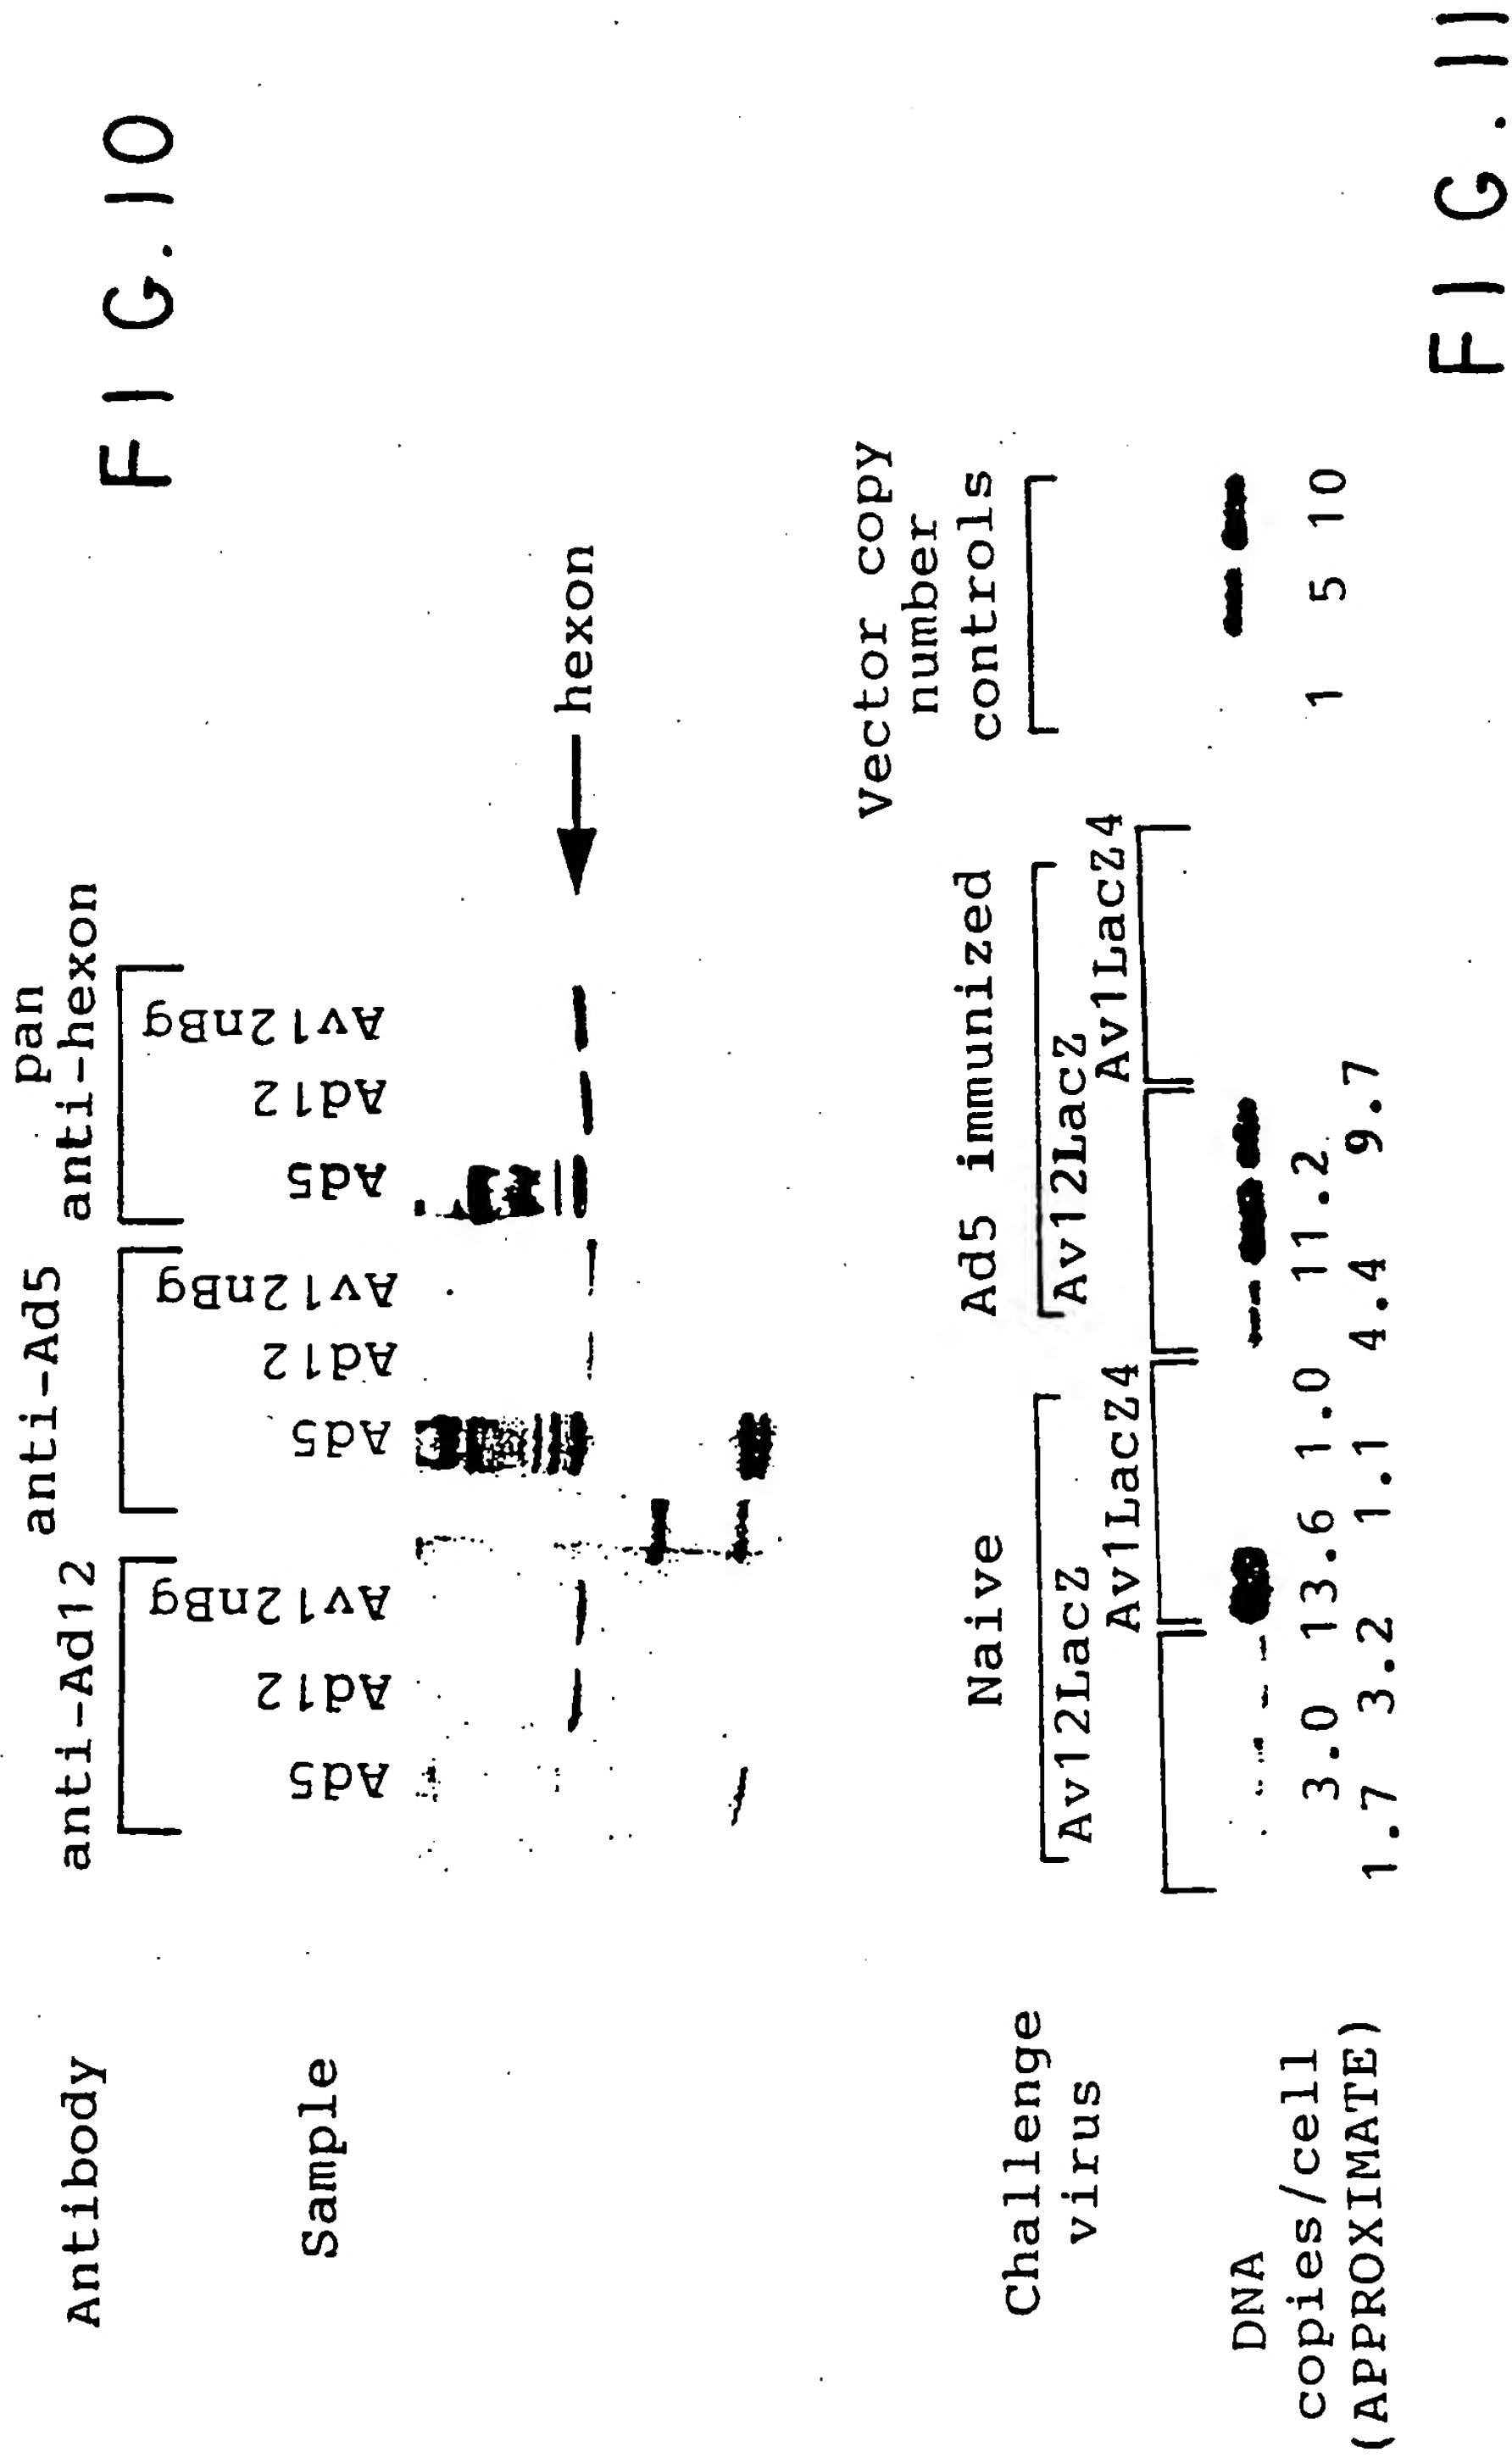 FIG.10
Antibody
anti-Ad12
anti-Ad5
pan
anti-hexon
Sample
Ad5
Ad12
Av12nBg
Ad5
Ad12
Av12nBg
Ad5
Ad12
Av12nBg
hexon
Challenge
virus
Naive
Ad5 immunized
Vector copy
number
controls
Av12LacZ
Av1LacZ4
Av12LacZ
Av1LacZ4
DNA
copies/cell
(APPROXIMATE)
3.0 13.6 1.0 11.2
1.7 3.2 1.1 4.4 9.7
1 5 10
FIG.11